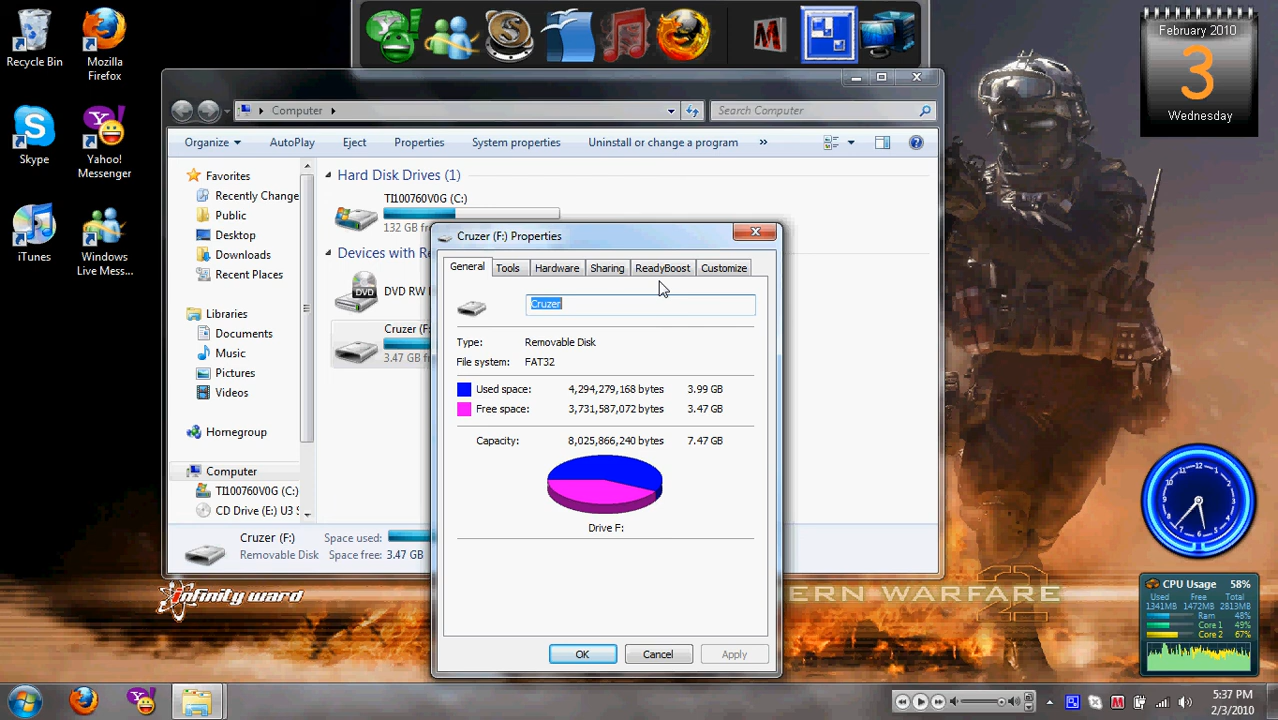 Recycle Bin
Mozilla Firefox
Skype
Yahoo! Messenger
iTunes
Windows Live Mess...
February 2010
3
Wednesday
Computer
Search Computer
Organize
AutoPlay
Eject
Properties
System properties
Uninstall or change a program
»
Favorites
Recently Change
Public
Desktop
Downloads
Recent Places
Libraries
Documents
Music
Pictures
Videos
Homegroup
Computer
TI100760V0G (C:)
CD Drive (E:) U3 S
Hard Disk Drives (1)
TI100760V0G (C:)
132 GB free
Devices with Re
DVD
DVD RW
Cruzer (F:
3.47 GB
Cruzer (F:)
Removable Disk
Space used:
Space free: 3.47 GB
Cruzer (F:) Properties
General
Tools
Hardware
Sharing
ReadyBoost
Customize
Cruzer
Type: Removable Disk
File system: FAT32
Used space: 4,294,279,168 bytes 3.99 GB
Free space: 3,731,587,072 bytes 3.47 GB
Capacity: 8,025,866,240 bytes 7.47 GB
Drive F:
OK
Cancel
Apply
infinity ward
ERN WARFARE
2
CPU Usage 58%
Used Free Total
1341MB 1472MB 2813MB
Ram 48%
Core 1 49%
Core 2 67%
5:37 PM
2/3/2010